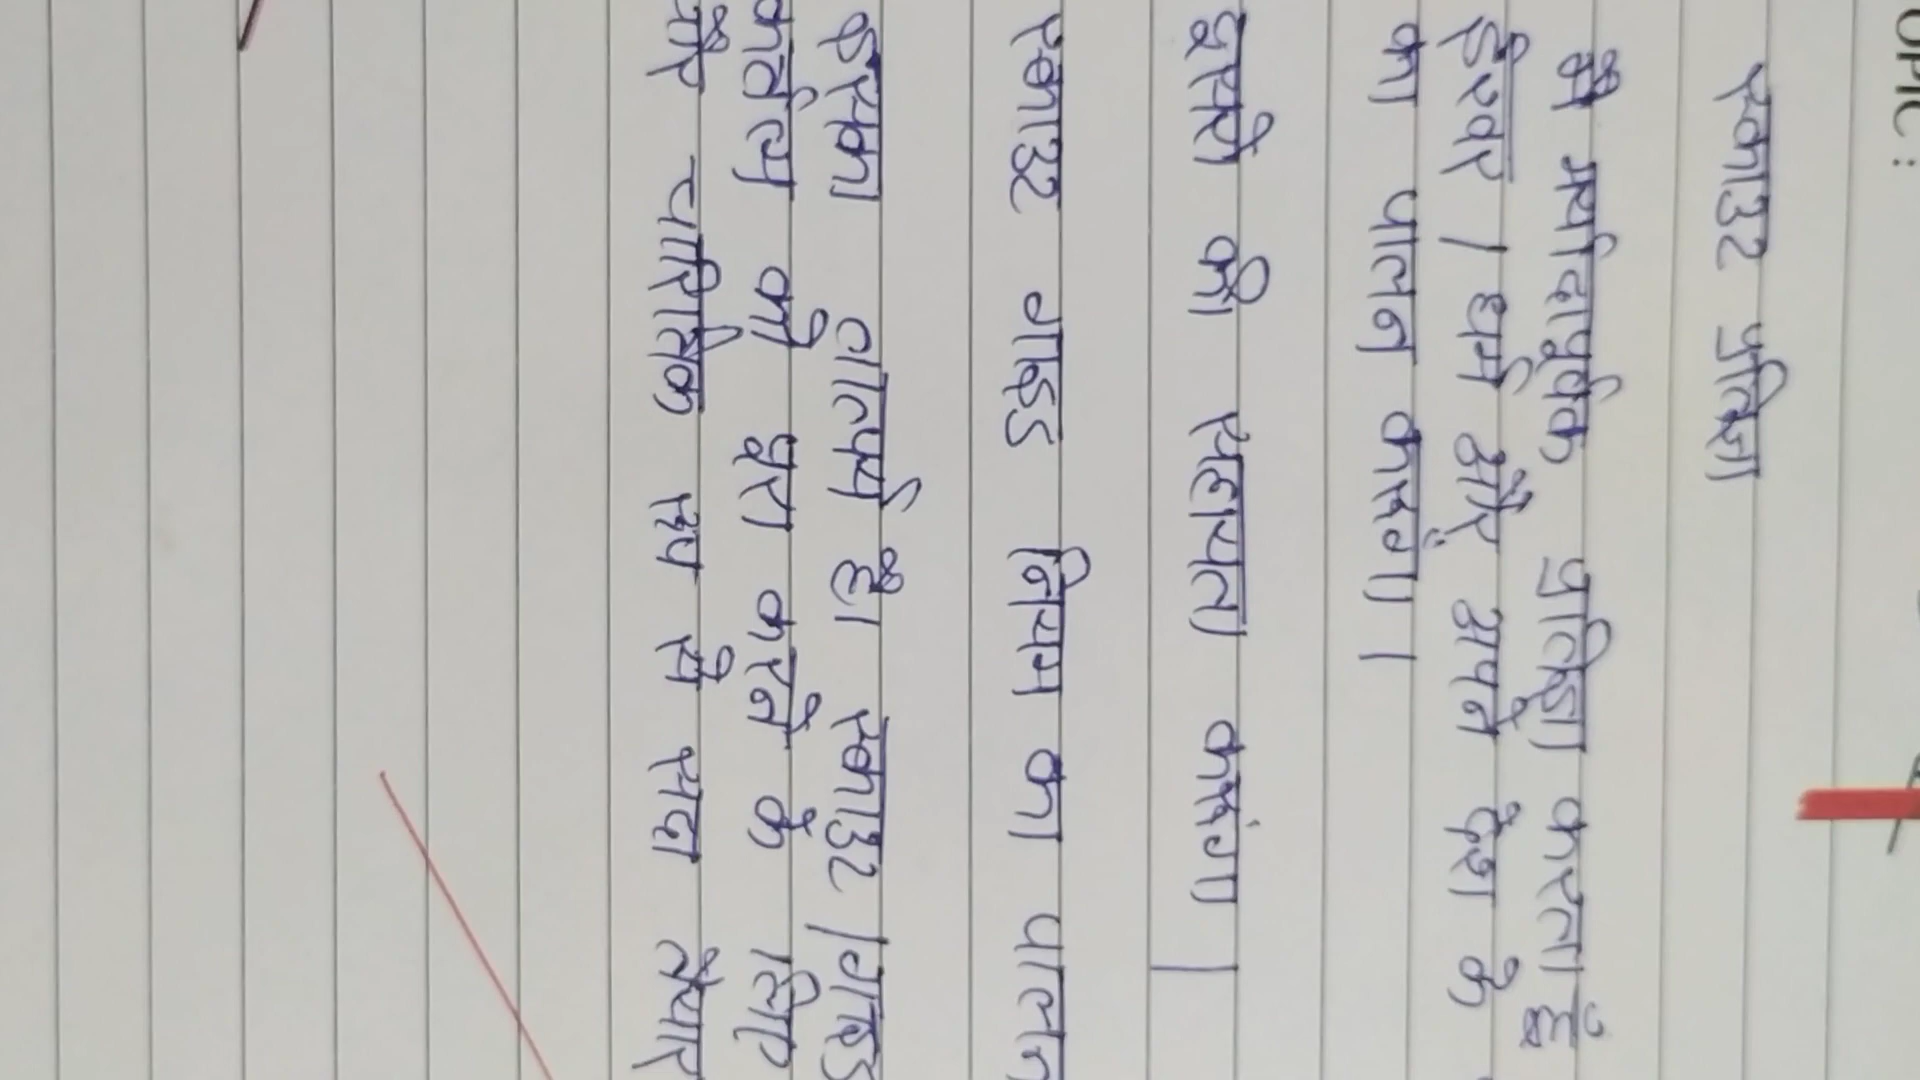 OPIC :
स्काउट प्रतिज्ञा
मैं मर्यादापूर्वक प्रतिज्ञा करता हूं
ईश्वर / धर्म और अपने देश के
का पालन करूंगा ।
दूसरो की सहायता करूंगा ।
स्काउट गाइड नियम का पालन
इसका तात्पर्य है। स्काउट / गाइड
कर्तव्य को पूरा करने के लिए
और चारित्रिक रूप से सदा तैयार